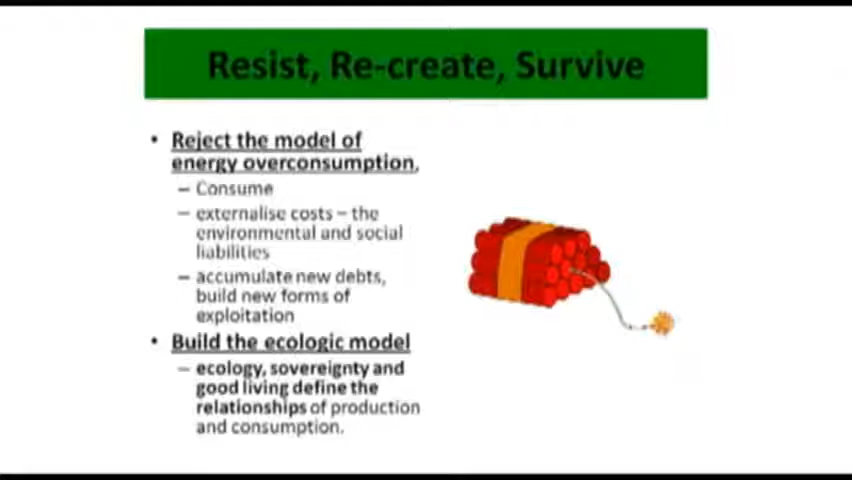 Resist, Re-create, Survive
• Reject the model of
energy overconsumption,
– Consume
– externalise costs – the
environmental and social
liabilities
– accumulate new debts,
build new forms of
exploitation
• Build the ecologic model
– ecology, sovereignty and
good living define the
relationships of production
and consumption.